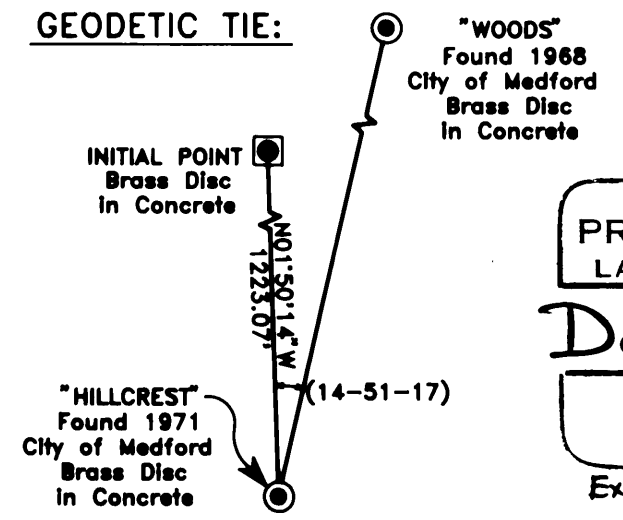 GEODETIC TIE:
"WOODS"
Found 1968
City of Medford
Brass Disc
in Concrete
INITIAL POINT
Brass Disc
in Concrete
N01°50'14"W
1223.07'
(14-51-17)
"HILLCREST"
Found 1971
City of Medford
Brass Disc
in Concrete
PR
LA
D
Ex